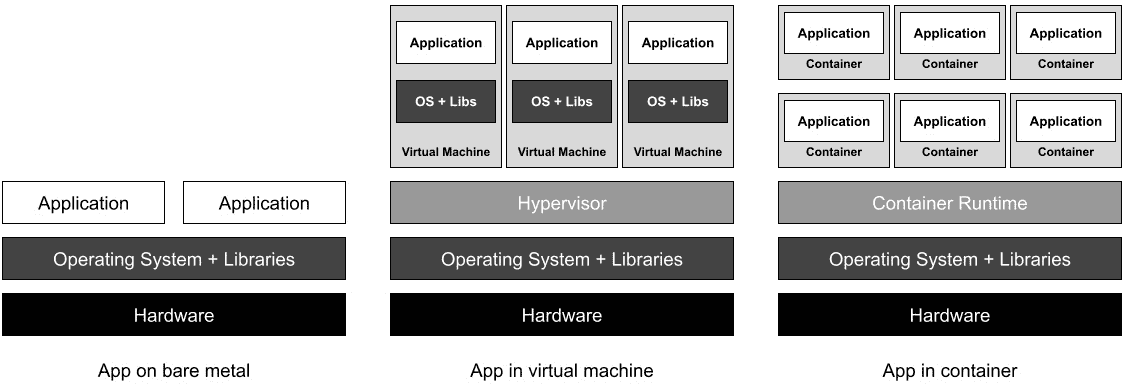 Application
Application
Operating System + Libraries
Hardware
App on bare metal
Application
Application
Application
OS + Libs
OS + Libs
OS + Libs
Virtual Machine
Virtual Machine
Virtual Machine
Hypervisor
Operating System + Libraries
Hardware
App in virtual machine
Application
Application
Application
Container
Container
Container
Application
Application
Application
Container
Container
Container
Container Runtime
Operating System + Libraries
Hardware
App in container